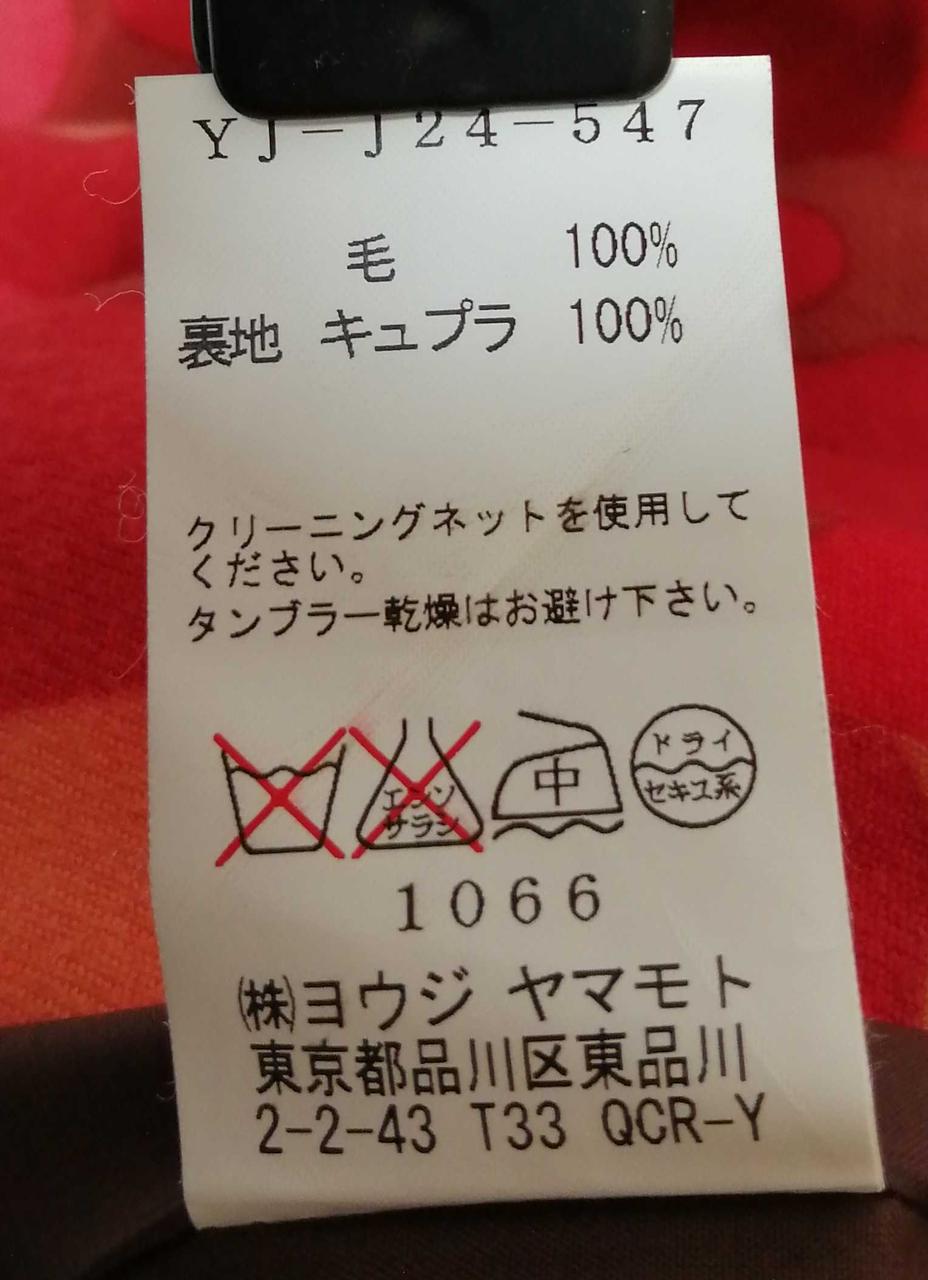 YJ-J24-547
毛 100%
裏地 キュプラ 100%
クリーニングネットを使用して
ください。
タンブラー乾燥はお避け下さい。
エンソ
サラシ
中
ドライ
セキユ系
1066
㈱ヨウジ ヤマモト
東京都品川区東品川
2-2-43 T33 QCR-Y